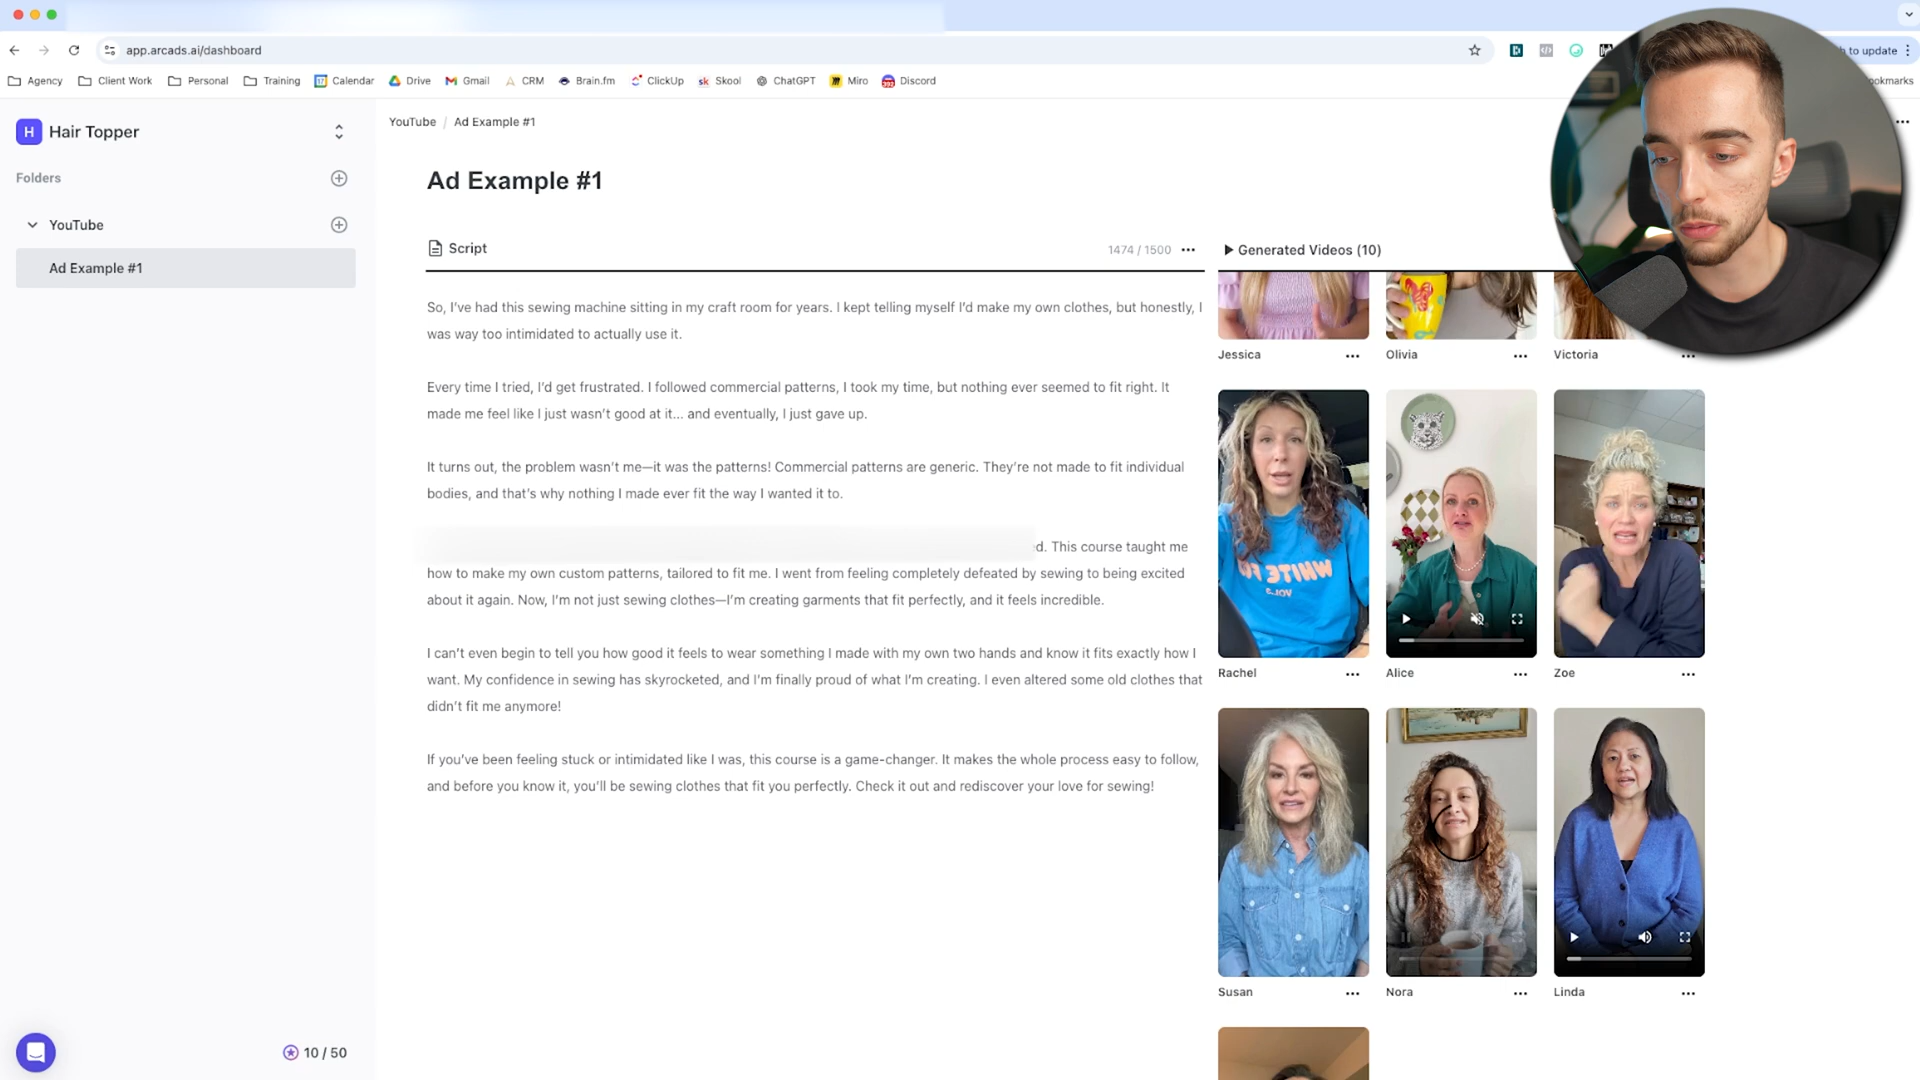 app.arcads.ai/dashboard
h to update
Agency
Client Work
Personal
Training
Calendar
Drive
Gmail
CRM
Brain.fm
ClickUp
Skool
ChatGPT
Miro
Discord
okmarks
H Hair Topper
Folders
YouTube
Ad Example #1
10 / 50
YouTube / Ad Example #1
Ad Example #1
Script
1474 / 1500
So, I've had this sewing machine sitting in my craft room for years. I kept telling myself I'd make my own clothes, but honestly, I
was way too intimidated to actually use it.
Every time I tried, I'd get frustrated. I followed commercial patterns, I took my time, but nothing ever seemed to fit right. It
made me feel like I just wasn't good at it... and eventually, I just gave up.
It turns out, the problem wasn't me—it was the patterns! Commercial patterns are generic. They're not made to fit individual
bodies, and that's why nothing I made ever fit the way I wanted it to.
d. This course taught me
how to make my own custom patterns, tailored to fit me. I went from feeling completely defeated by sewing to being excited
about it again. Now, I'm not just sewing clothes—I'm creating garments that fit perfectly, and it feels incredible.
I can't even begin to tell you how good it feels to wear something I made with my own two hands and know it fits exactly how I
want. My confidence in sewing has skyrocketed, and I'm finally proud of what I'm creating. I even altered some old clothes that
didn't fit me anymore!
If you've been feeling stuck or intimidated like I was, this course is a game-changer. It makes the whole process easy to follow,
and before you know it, you'll be sewing clothes that fit you perfectly. Check it out and rediscover your love for sewing!
Generated Videos (10)
Jessica
Olivia
Victoria
Rachel
Alice
Zoe
Susan
Nora
Linda